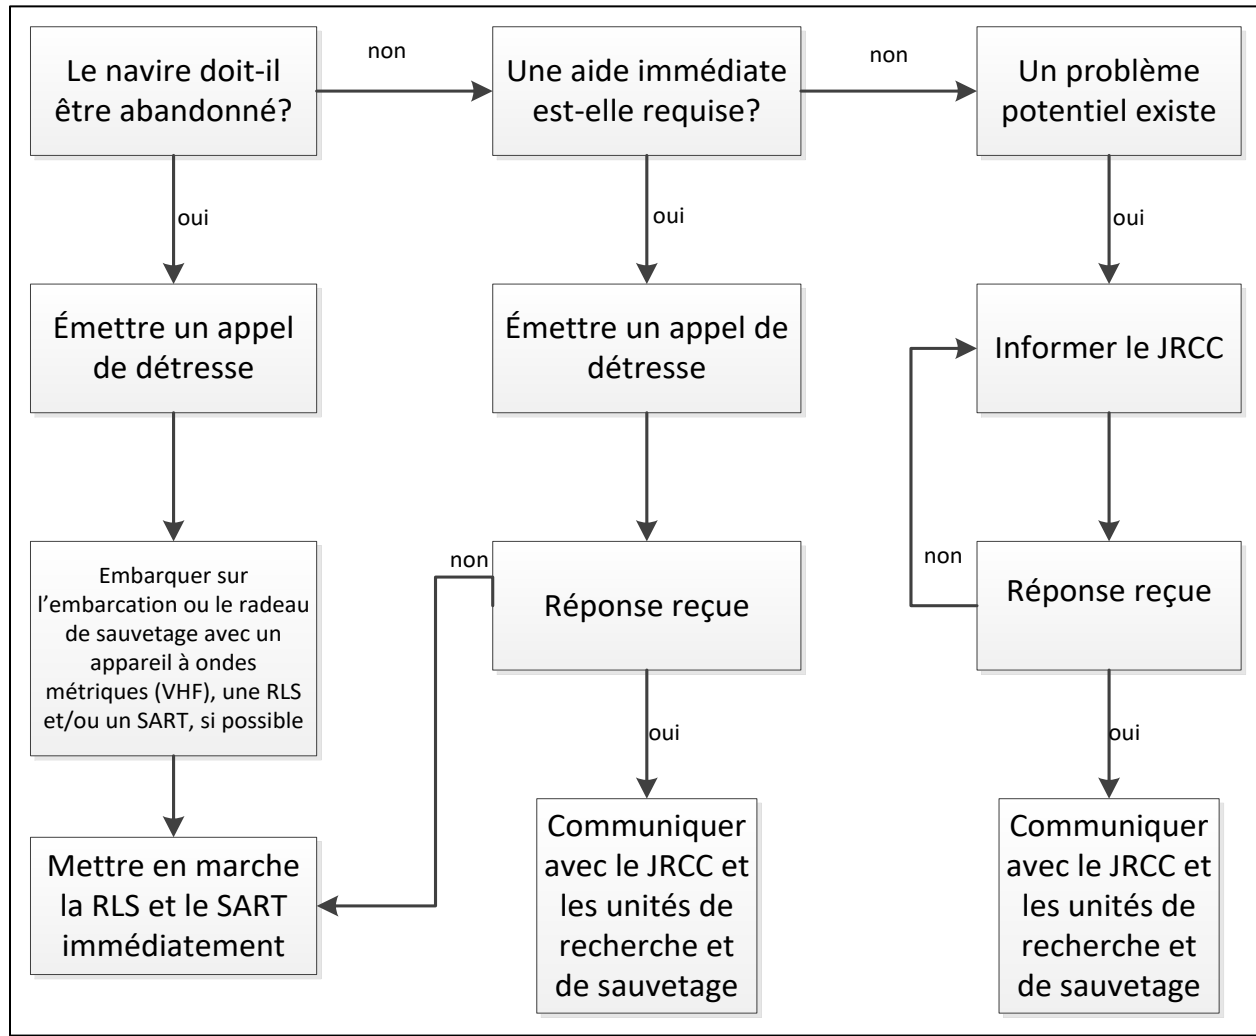 Le navire doit-il
être abandonné?
non
Une aide immédiate
est-elle requise?
non
Un problème
potentiel existe
oui
oui
oui
Émettre un appel
de détresse
Émettre un appel de
détresse
Informer le JRCC
Embarquer sur
l’embarcation ou le radeau
de sauvetage avec un
appareil à ondes
métriques (VHF), une RLS
et/ou un SART, si possible
non
Réponse reçue
non
Réponse reçue
oui
oui
Mettre en marche
la RLS et le SART
immédiatement
Communiquer
avec le JRCC et
les unités de
recherche et
de sauvetage
Communiquer
avec le JRCC et
les unités de
recherche et
de sauvetage